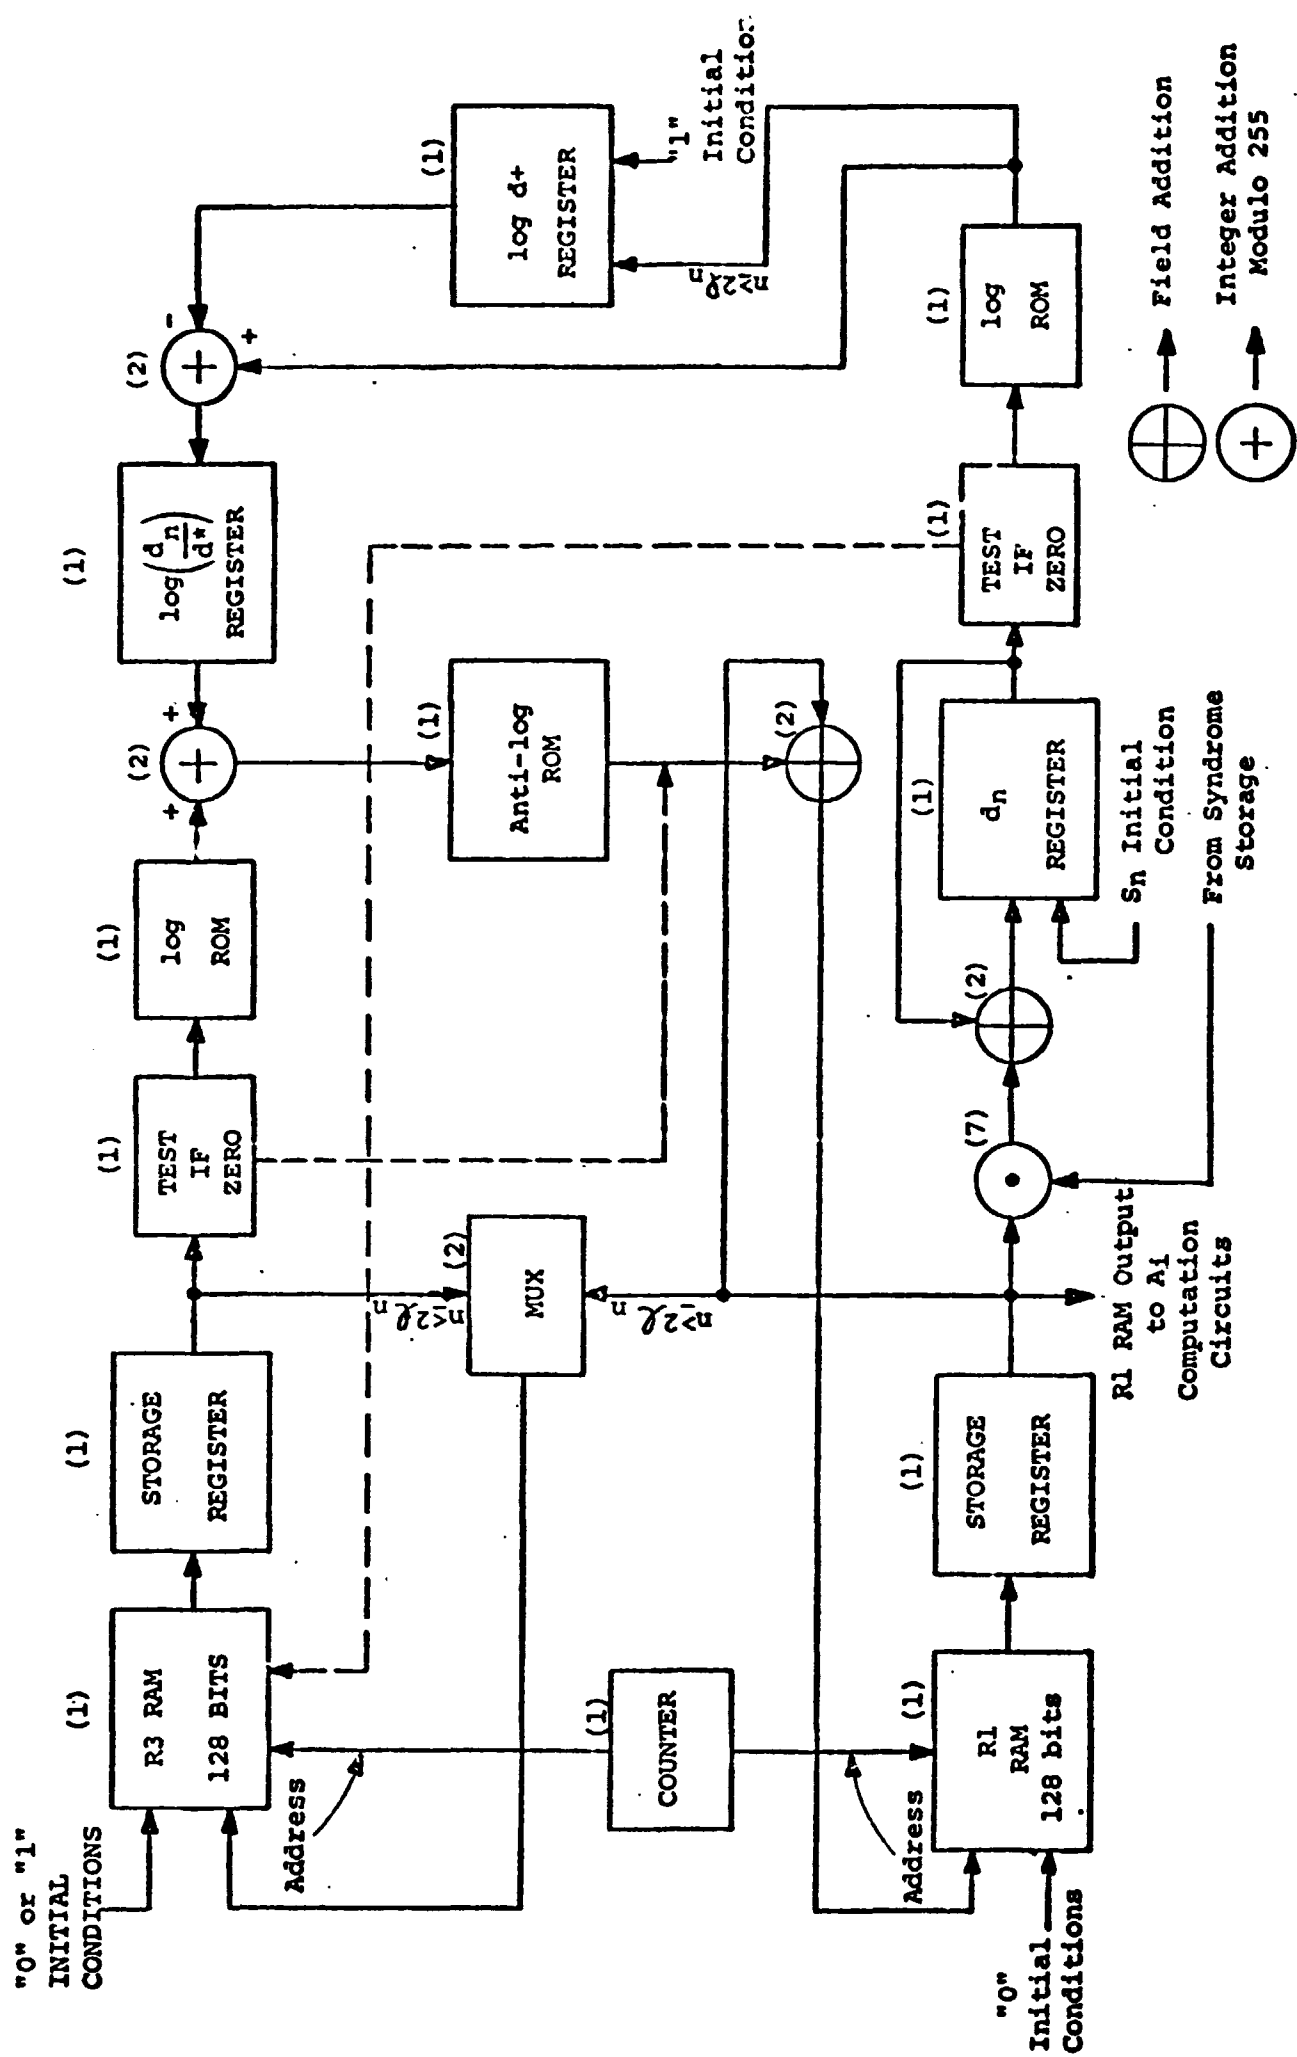 "0" or "1"
INITIAL
CONDITIONS
(1)
R3 RAM
128 BITS
(1)
STORAGE
REGISTER
(1)
TEST
IF
ZERO
(1)
log
ROM
(2)
+
+
+
(1)
log(dn/d*)
REGISTER
(2)
+
-
+
(1)
log d+
REGISTER
"1"
Initial
Condition
n≥2ℓn
Address
n≤2ℓn
(2)
MUX
n≥2ℓn
(1)
Anti-log
ROM
(2)
(1)
COUNTER
Address
"0"
Initial
Conditions
(1)
R1
RAM
128 bits
(1)
STORAGE
REGISTER
R1 RAM Output
to Ai
Computation
Circuits
(7)
(2)
(1)
dn
REGISTER
Sn Initial
Condition
From Syndrome
Storage
(1)
TEST
IF
ZERO
(1)
log
ROM
Field Addition
+
Integer Addition
Modulo 255